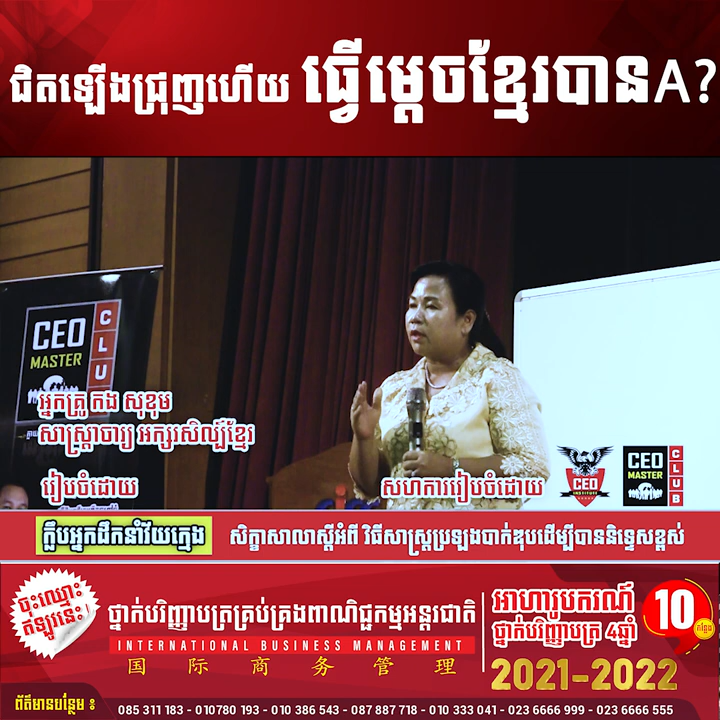 ជិតឡើងជ្រុញហើយ ធ្វើម្ដេចខ្មែរបានA?
CEO
MASTER
CLUB
អ្នកគ្រូ កង សុខុម
សាស្ត្រាចារ្យ អក្សរសិល្ប៍ខ្មែរ
រៀបចំដោយ
សហការរៀបចំដោយ
CEO
INSTITUTE
CEO
MASTER
CLUB
ក្លឹបអ្នកដឹកនាំវ័យក្មេង
សិក្ខាសាលាស្ដីអំពី វិធីសាស្ត្រប្រឡងបាក់ឌុបដើម្បីបាននិទ្ទេសខ្ពស់
ចុះឈ្មោះ
ឥឡូវនេះ!
ថ្នាក់បរិញ្ញាបត្រគ្រប់គ្រងពាណិជ្ជកម្មអន្តរជាតិ
INTERNATIONAL BUSINESS MANAGEMENT
国际商务管理
អាហារូបករណ៍
ថ្នាក់បរិញ្ញាបត្រ 4ឆ្នាំ
10
កន្លែង
2021-2022
ព័ត៌មានបន្ថែម ៖
085 311 183 - 010780 193 - 010 386 543 - 087 887 718 - 010 333 041 - 023 6666 999 - 023 6666 555